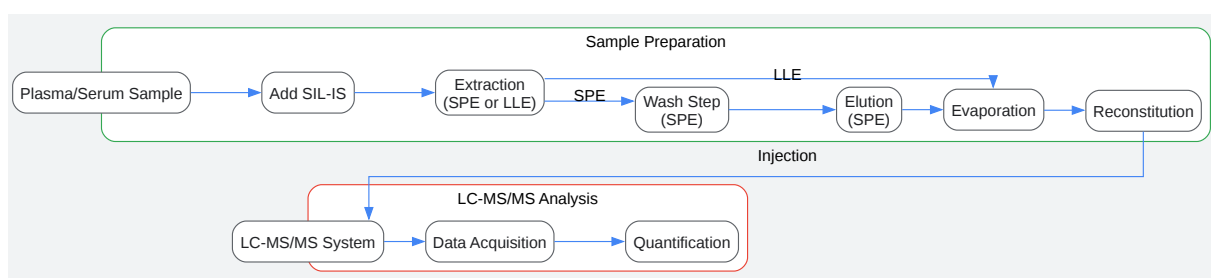 Sample Preparation
Plasma/Serum Sample
Add SIL-IS
Extraction
(SPE or LLE)
LLE
SPE
Wash Step
(SPE)
Elution
(SPE)
Evaporation
Reconstitution
Injection
LC-MS/MS Analysis
LC-MS/MS System
Data Acquisition
Quantification